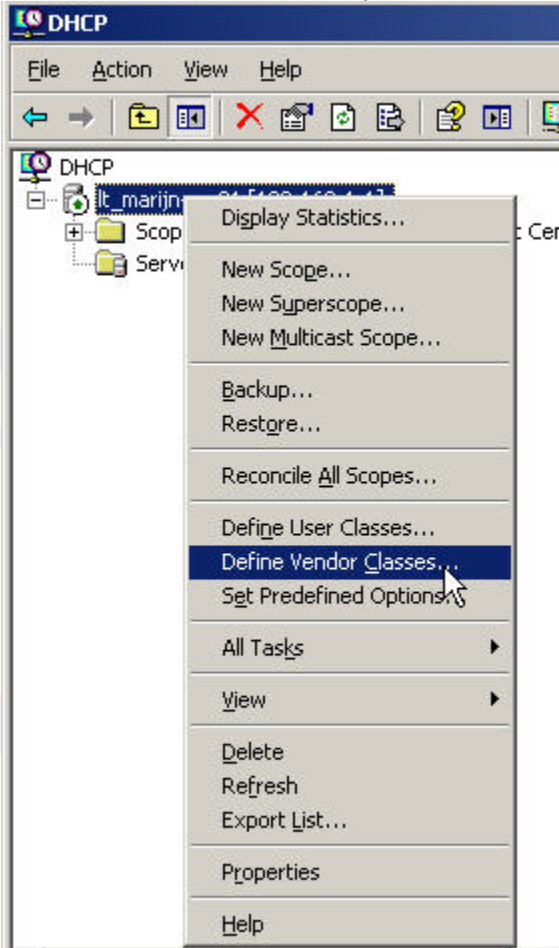 DHCP
File Action View Help
DHCP
lt_marijn
Scop
Serv
Display Statistics...
New Scope...
New Superscope...
New Multicast Scope...
Backup...
Restore...
Reconcile All Scopes...
Define User Classes...
Define Vendor Classes...
Set Predefined Options
All Tasks
View
Delete
Refresh
Export List...
Properties
Help